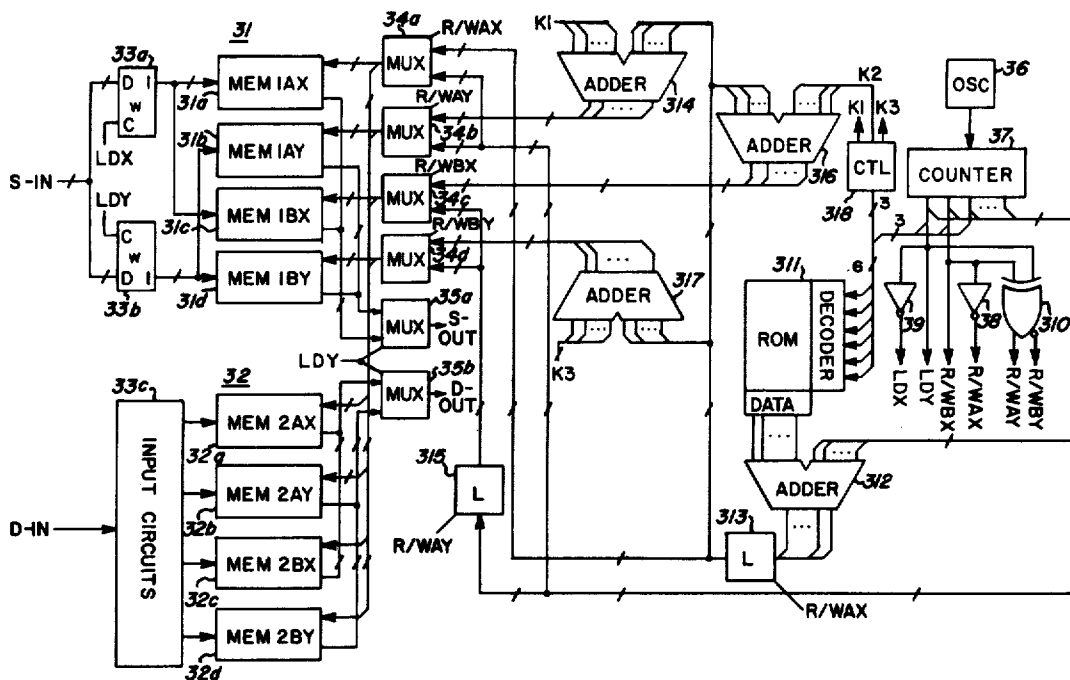 31
33a
D I
W
C
LDX
S-IN
LDY
C
W
D I
33b
MEM 1AX
31a
31b
MEM 1AY
MEM 1BX
31c
MEM 1BY
31d
34a
R/WAX
MUX
R/WAY
MUX
34b
R/WBX
MUX
34c
R/WBY
MUX
34d
35a
MUX
S-OUT
LDY
35b
MUX
D-OUT
K1
...
...
ADDER
314
...
...
ADDER
316
...
K2
K1
K3
CTL
318
3
3
6
OSC
36
37
COUNTER
...
...
ADDER
317
...
...
K3
311
ROM
DECODER
DATA
39
38
310
LDX
LDY
R/WBX
R/WAX
R/WAY
R/WBY
...
...
ADDER
312
...
313
L
R/WAX
315
L
R/WAY
33c
INPUT CIRCUITS
D-IN
32
MEM 2AX
32a
MEM 2AY
32b
MEM 2BX
32c
MEM 2BY
32d